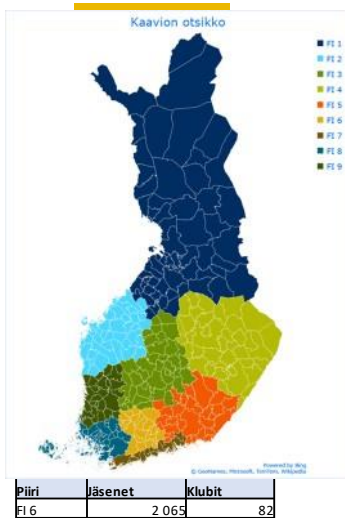 Kaavion otsikko
FI 1
FI 2
FI 3
FI 4
FI 5
FI 6
FI 7
FI 8
FI 9
Powered by Bing
© GeoNames, Microsoft, TomTom, Wikipedia
Piiri Jäsenet Klubit
FI 6 2 065 82